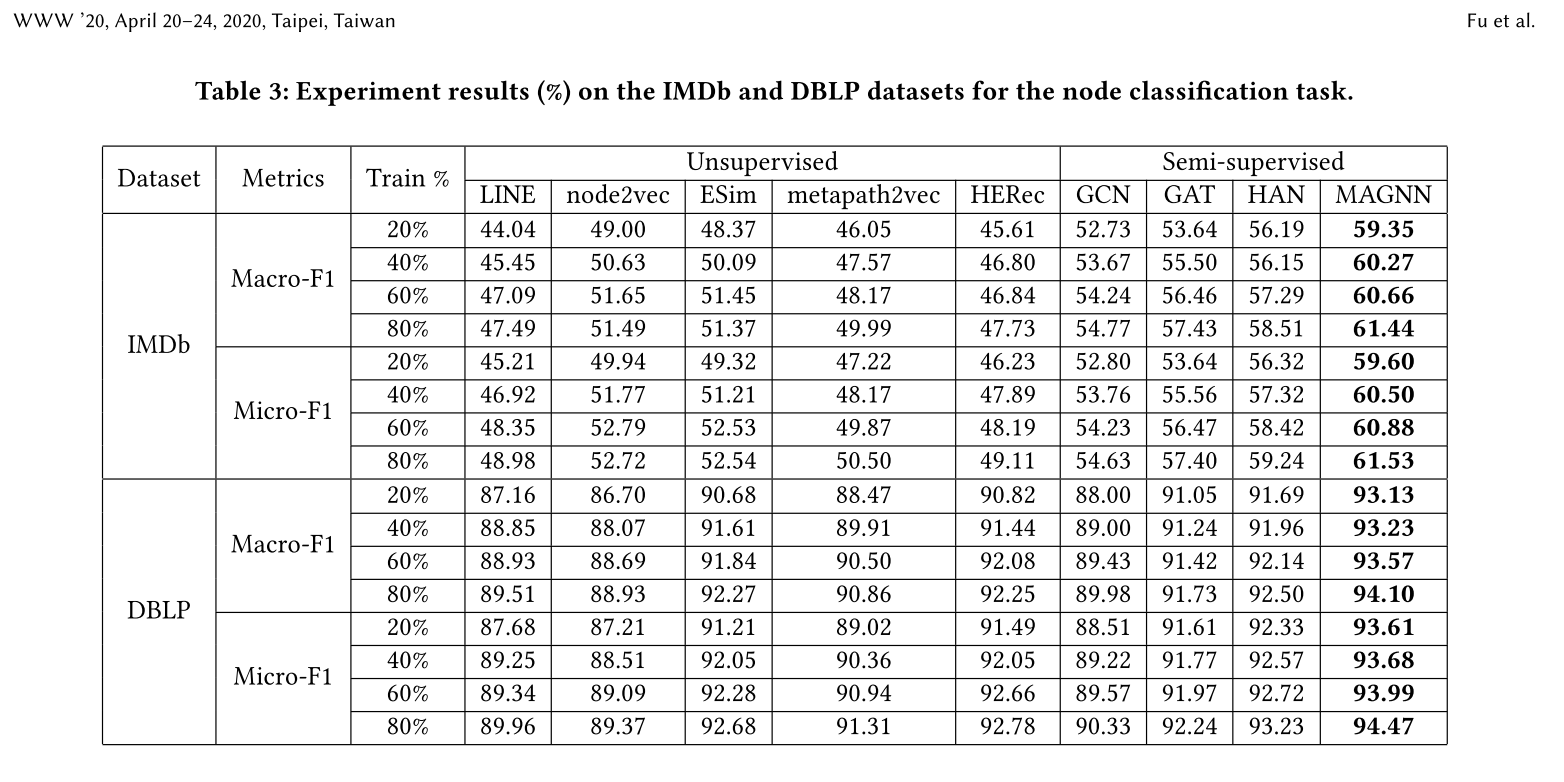 WWW ’20, April 20–24, 2020, Taipei, Taiwan Fu et al.
Table 3: Experiment results (%) on the IMDb and DBLP datasets for the node classification task.
Dataset Metrics Train % Unsupervised Semi-supervised
LINE node2vec ESim metapath2vec HERec GCN GAT HAN MAGNN
IMDb Macro-F1 20% 44.04 49.00 48.37 46.05 45.61 52.73 53.64 56.19 59.35
40% 45.45 50.63 50.09 47.57 46.80 53.67 55.50 56.15 60.27
60% 47.09 51.65 51.45 48.17 46.84 54.24 56.46 57.29 60.66
80% 47.49 51.49 51.37 49.99 47.73 54.77 57.43 58.51 61.44
Micro-F1 20% 45.21 49.94 49.32 47.22 46.23 52.80 53.64 56.32 59.60
40% 46.92 51.77 51.21 48.17 47.89 53.76 55.56 57.32 60.50
60% 48.35 52.79 52.53 49.87 48.19 54.23 56.47 58.42 60.88
80% 48.98 52.72 52.54 50.50 49.11 54.63 57.40 59.24 61.53
DBLP Macro-F1 20% 87.16 86.70 90.68 88.47 90.82 88.00 91.05 91.69 93.13
40% 88.85 88.07 91.61 89.91 91.44 89.00 91.24 91.96 93.23
60% 88.93 88.69 91.84 90.50 92.08 89.43 91.42 92.14 93.57
80% 89.51 88.93 92.27 90.86 92.25 89.98 91.73 92.50 94.10
Micro-F1 20% 87.68 87.21 91.21 89.02 91.49 88.51 91.61 92.33 93.61
40% 89.25 88.51 92.05 90.36 92.05 89.22 91.77 92.57 93.68
60% 89.34 89.09 92.28 90.94 92.66 89.57 91.97 92.72 93.99
80% 89.96 89.37 92.68 91.31 92.78 90.33 92.24 93.23 94.47